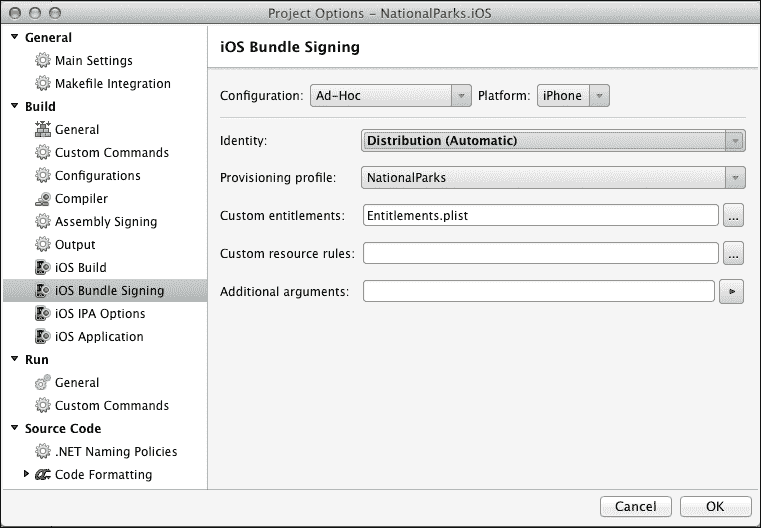 Project Options – NationalParks.iOS
General
Main Settings
Makefile Integration
Build
General
Custom Commands
Configurations
Compiler
Assembly Signing
Output
iOS Build
iOS Bundle Signing
iOS IPA Options
iOS Application
Run
General
Custom Commands
Source Code
.NET Naming Policies
Code Formatting
iOS Bundle Signing
Configuration: Ad-Hoc Platform: iPhone
Identity: Distribution (Automatic)
Provisioning profile: NationalParks
Custom entitlements: Entitlements.plist ...
Custom resource rules: ...
Additional arguments:
Cancel OK